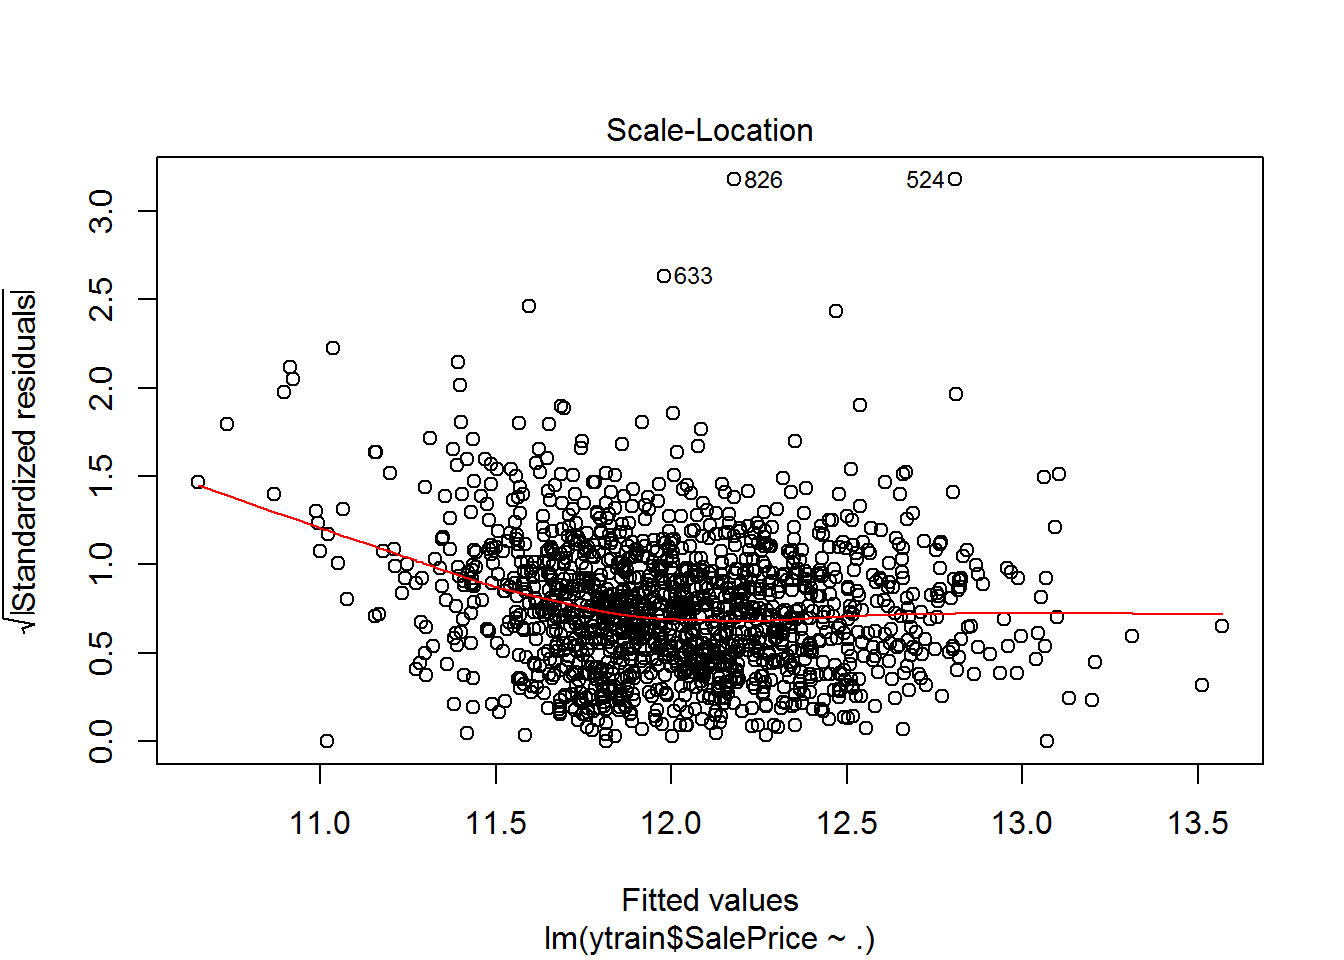 Scale-Location
826
524
633
3.0
2.5
2.0
1.5
1.0
0.5
0.0
√|Standardized residuals|
11.0 11.5 12.0 12.5 13.0 13.5
Fitted values
lm(ytrain$SalePrice ~ .)